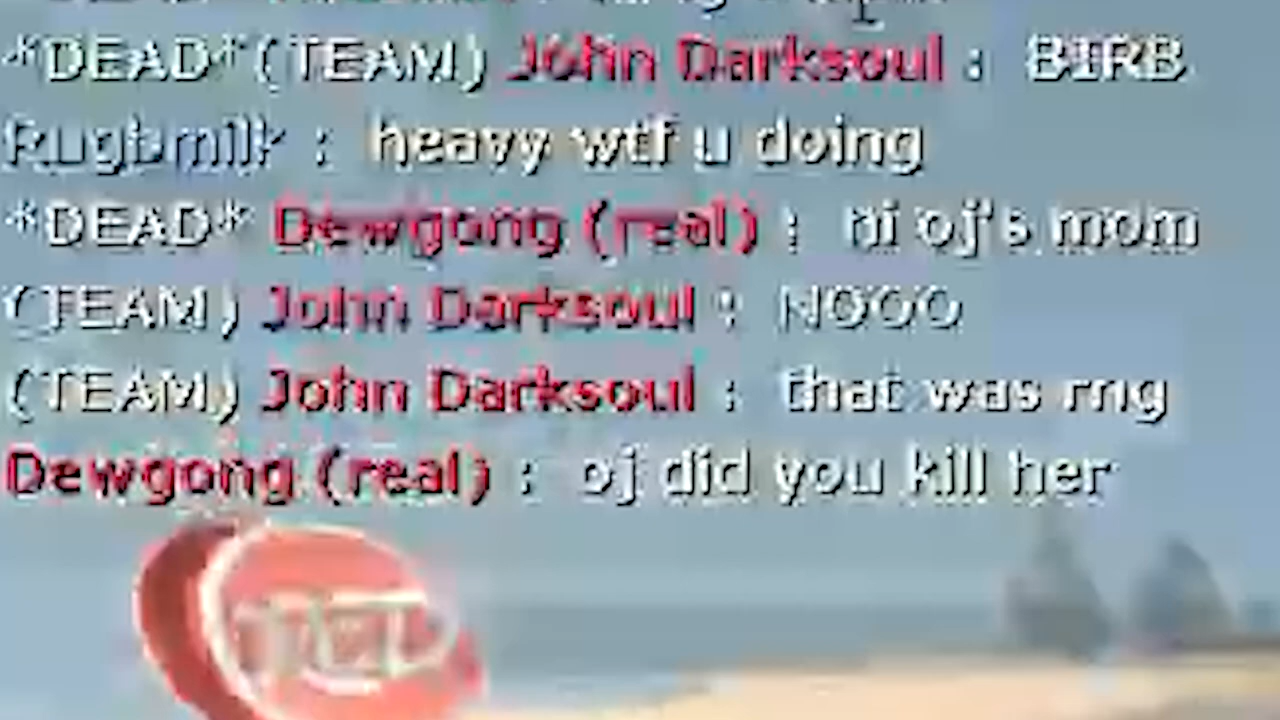 *DEAD*(TEAM) John Darksoul : BIRB
Rugbmilk : heavy wtf u doing
*DEAD* Dewgong (real) : hi oj's mom
(TEAM) John Darksoul : NOOO
(TEAM) John Darksoul : that was rng
Dewgong (real) : oj did you kill her
RED